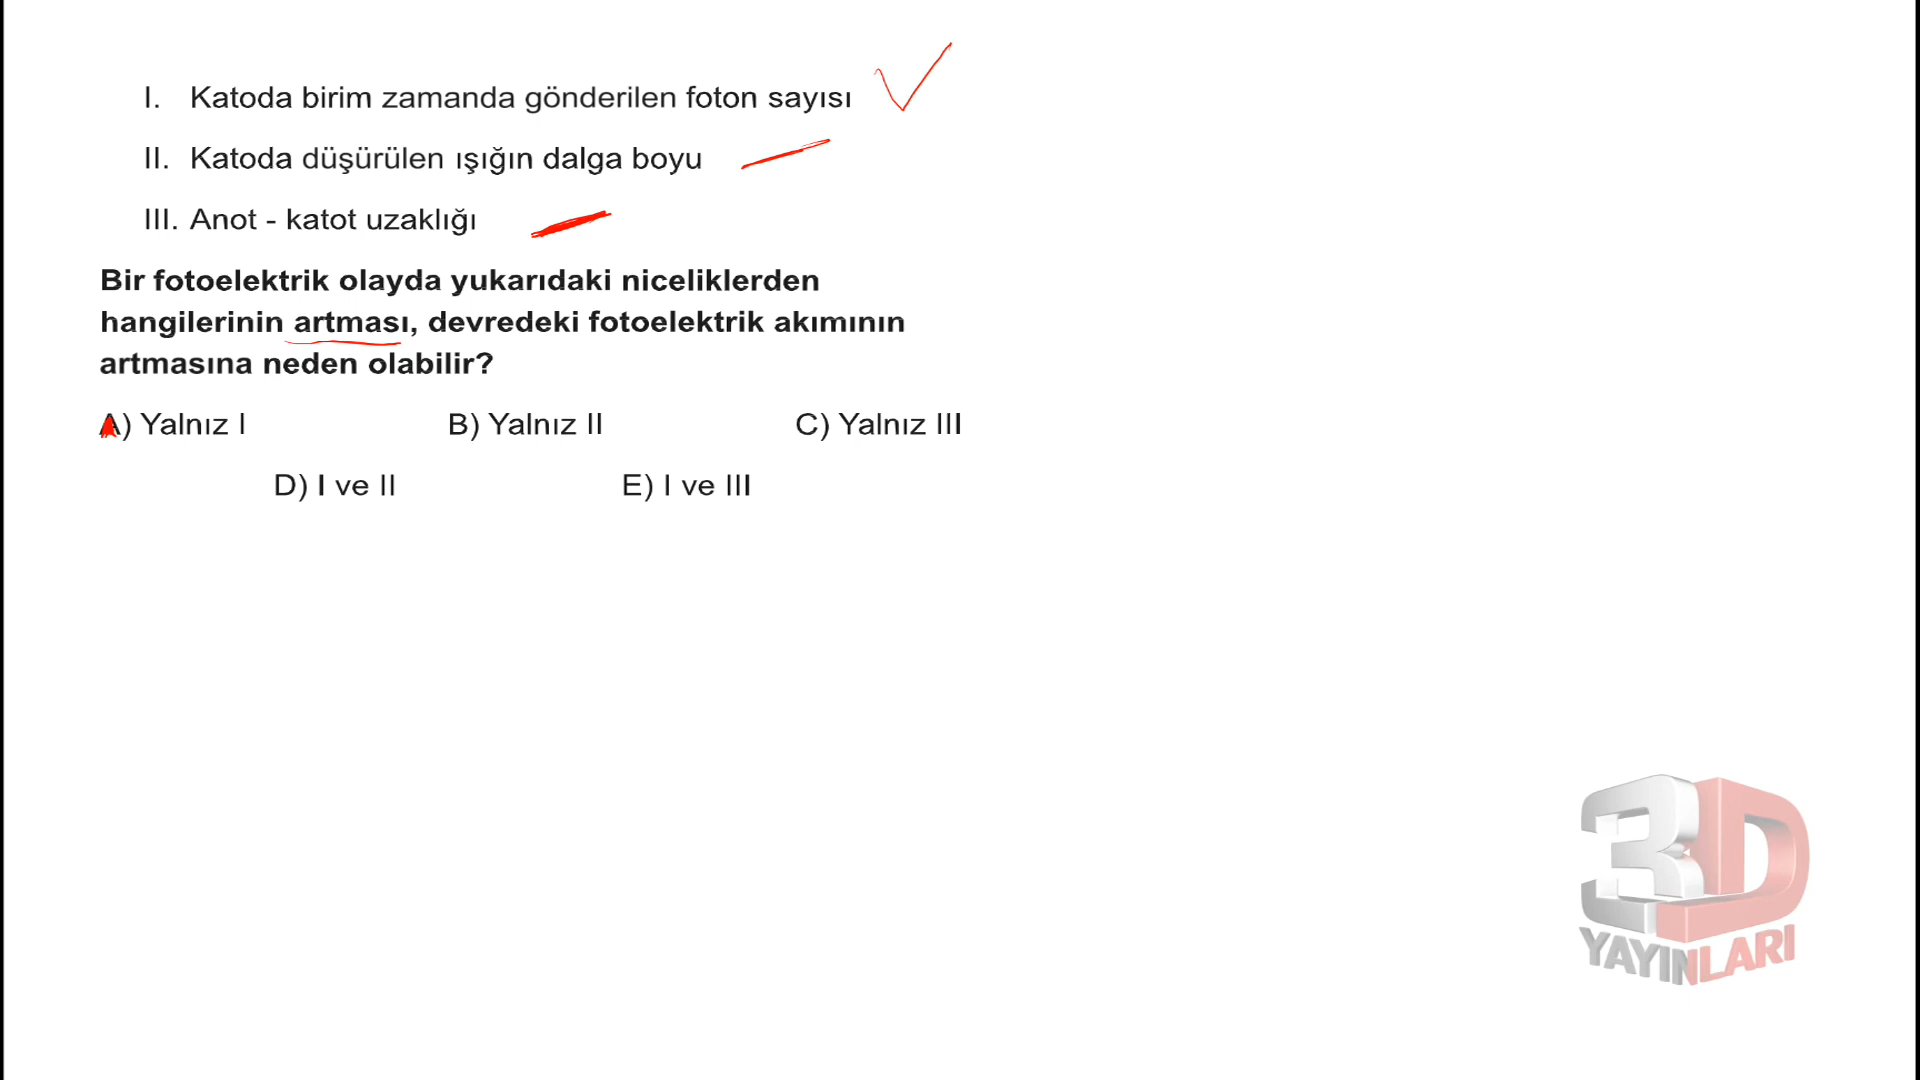 I. Katoda birim zamanda gönderilen foton sayısı
II. Katoda düşürülen ışığın dalga boyu
III. Anot - katot uzaklığı
Bir fotoelektrik olayda yukarıdaki niceliklerden
hangilerinin artması, devredeki fotoelektrik akımının
artmasına neden olabilir?
A) Yalnız I B) Yalnız II C) Yalnız III
D) I ve II E) I ve III
3D
YAYINLARI